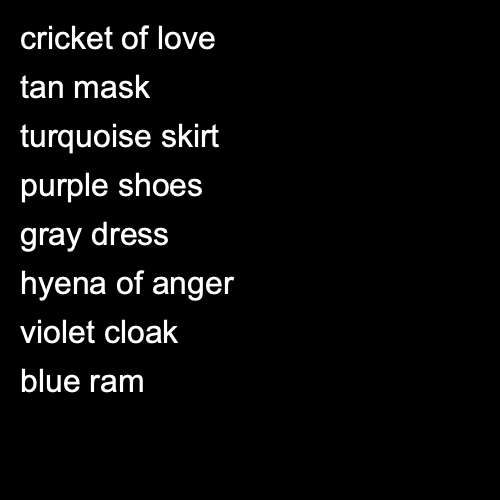 cricket of love
tan mask
turquoise skirt
purple shoes
gray dress
hyena of anger
violet cloak
blue ram